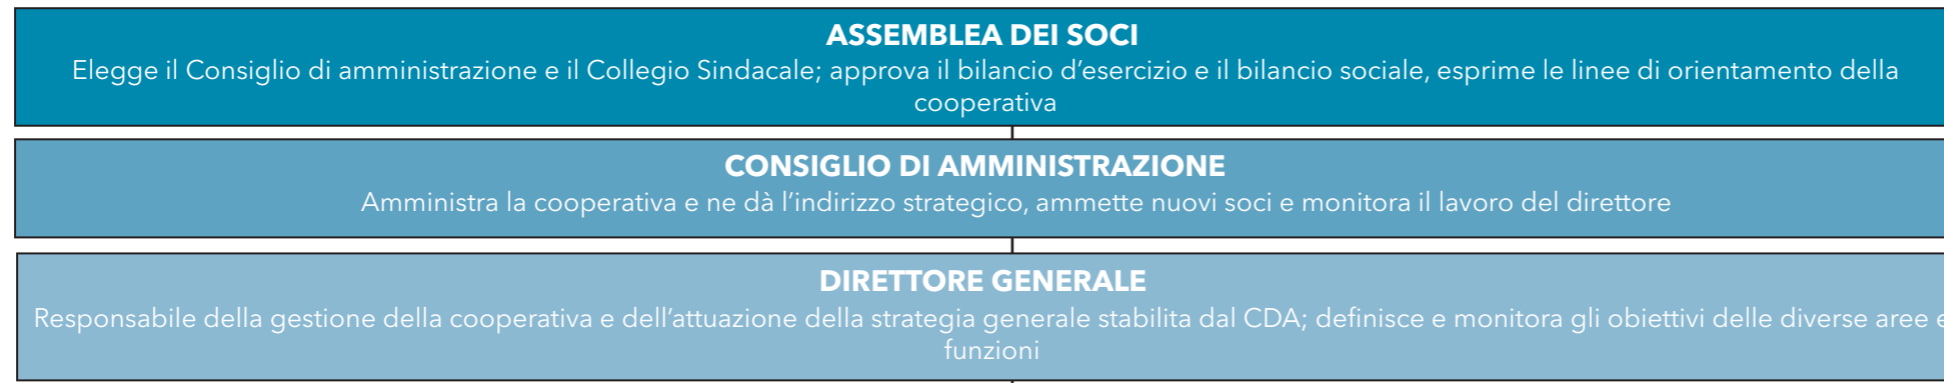 ASSEMBLEA DEI SOCI
Elegge il Consiglio di amministrazione e il Collegio Sindacale; approva il bilancio d’esercizio e il bilancio sociale, esprime le linee di orientamento della
cooperativa
CONSIGLIO DI AMMINISTRAZIONE
Amministra la cooperativa e ne dà l’indirizzo strategico, ammette nuovi soci e monitora il lavoro del direttore
DIRETTORE GENERALE
Responsabile della gestione della cooperativa e dell’attuazione della strategia generale stabilita dal CDA; definisce e monitora gli obiettivi delle diverse aree e
funzioni